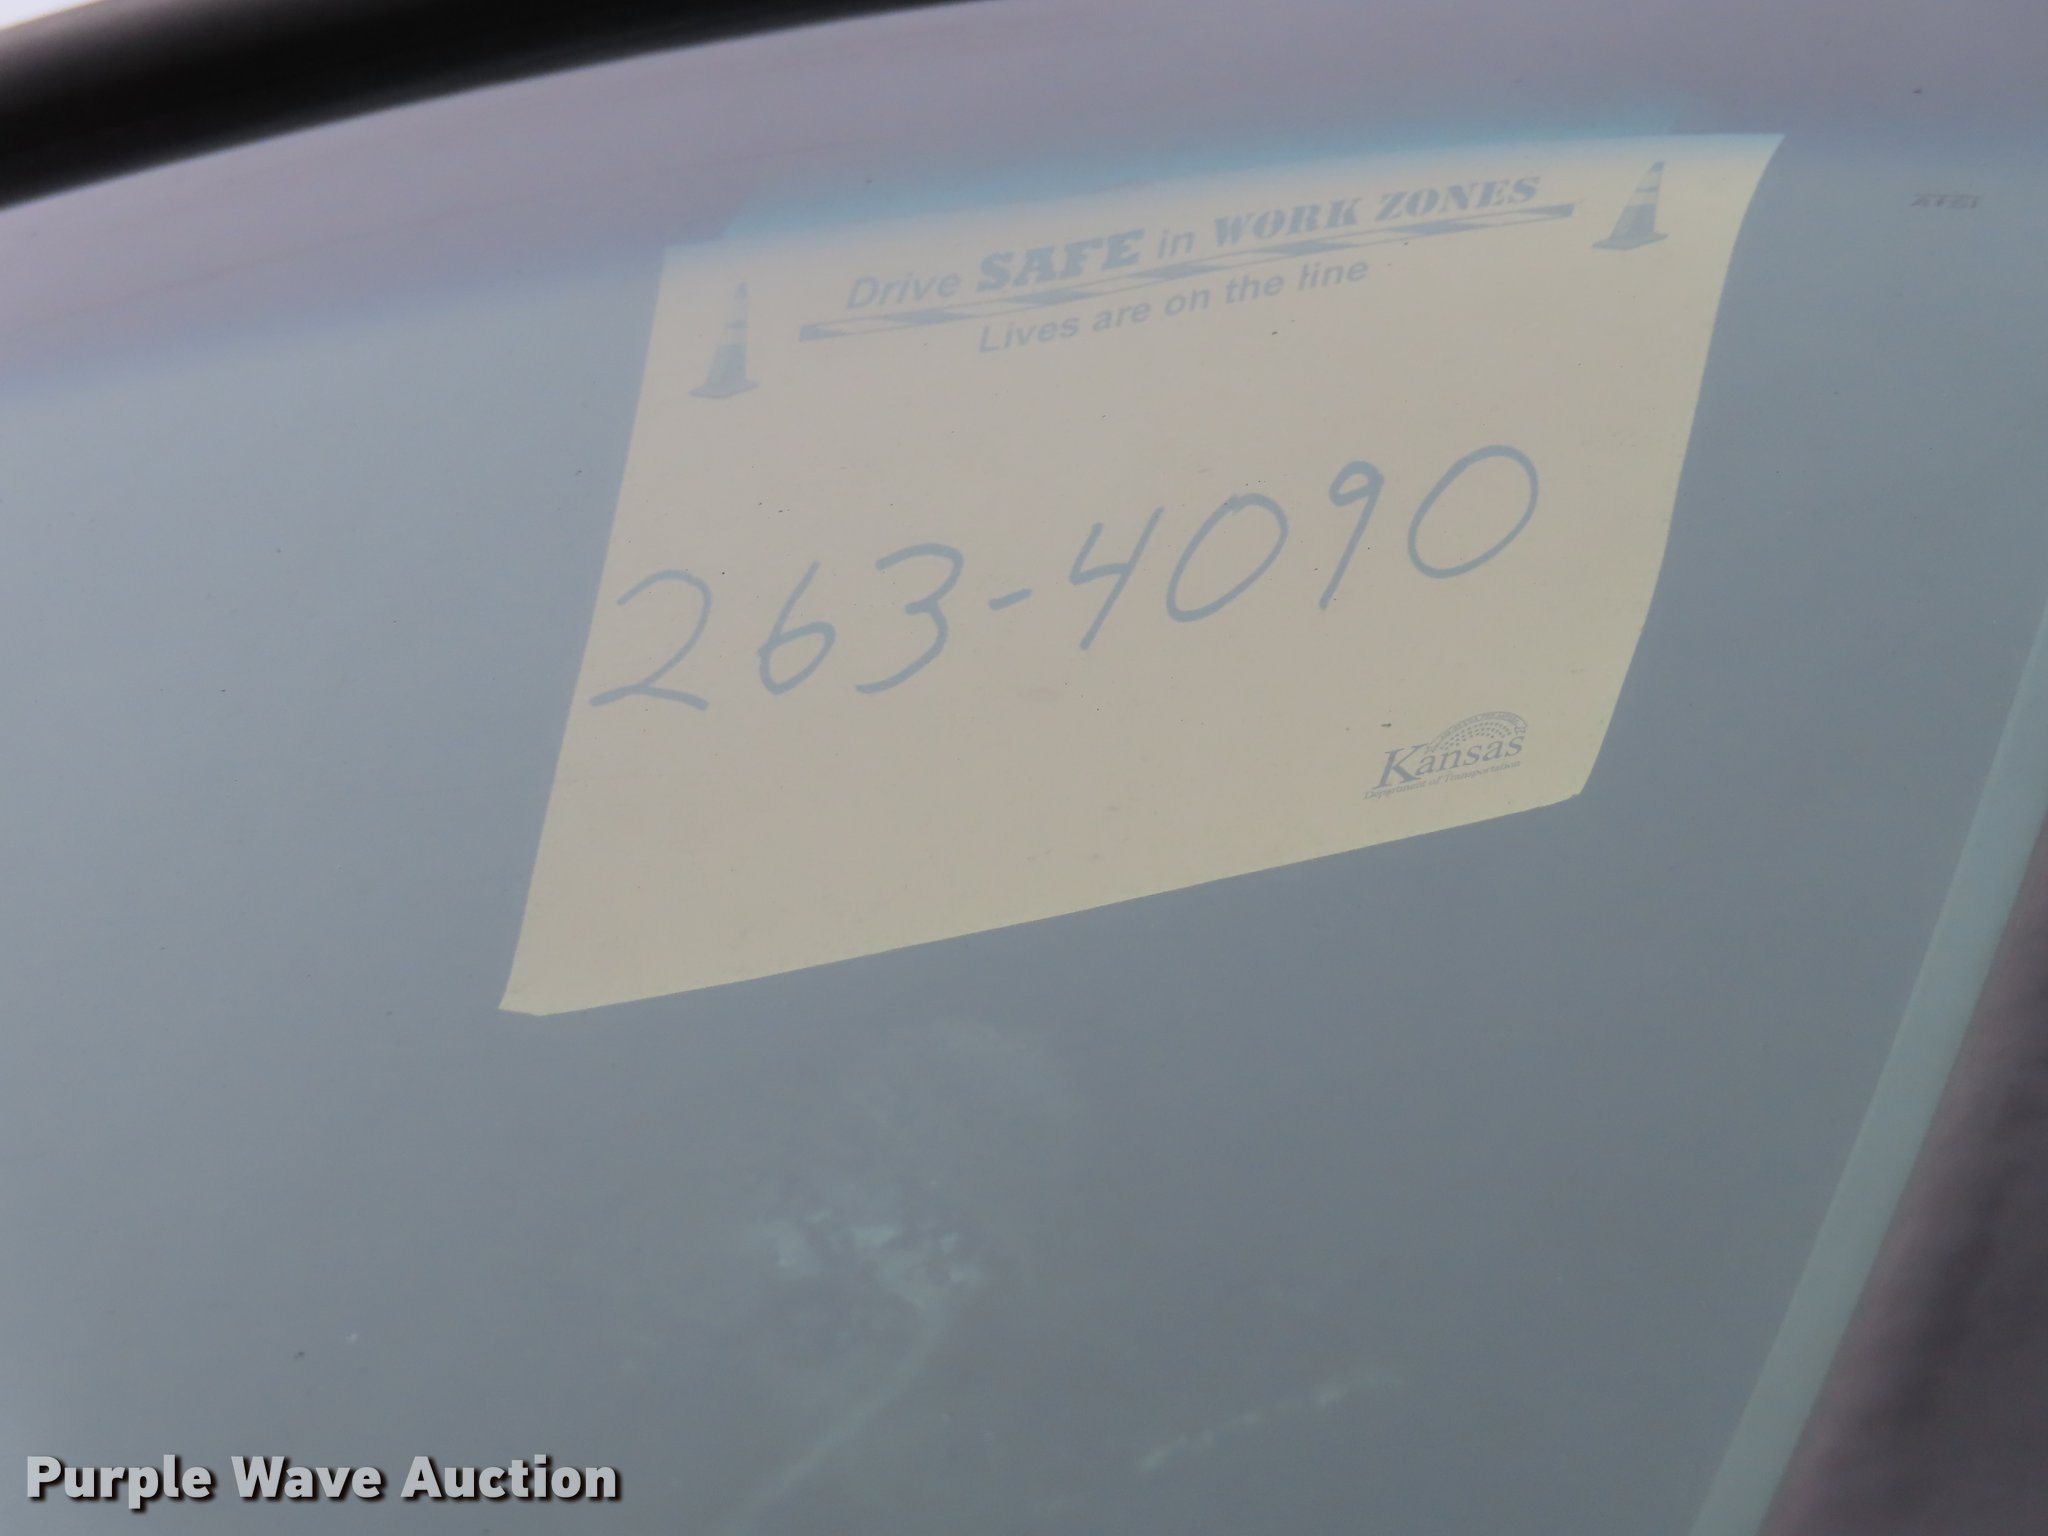 Drive SAFE in WORK ZONES
Lives are on the line
263-4090
Kansas
Department of Transportation
Purple Wave Auction